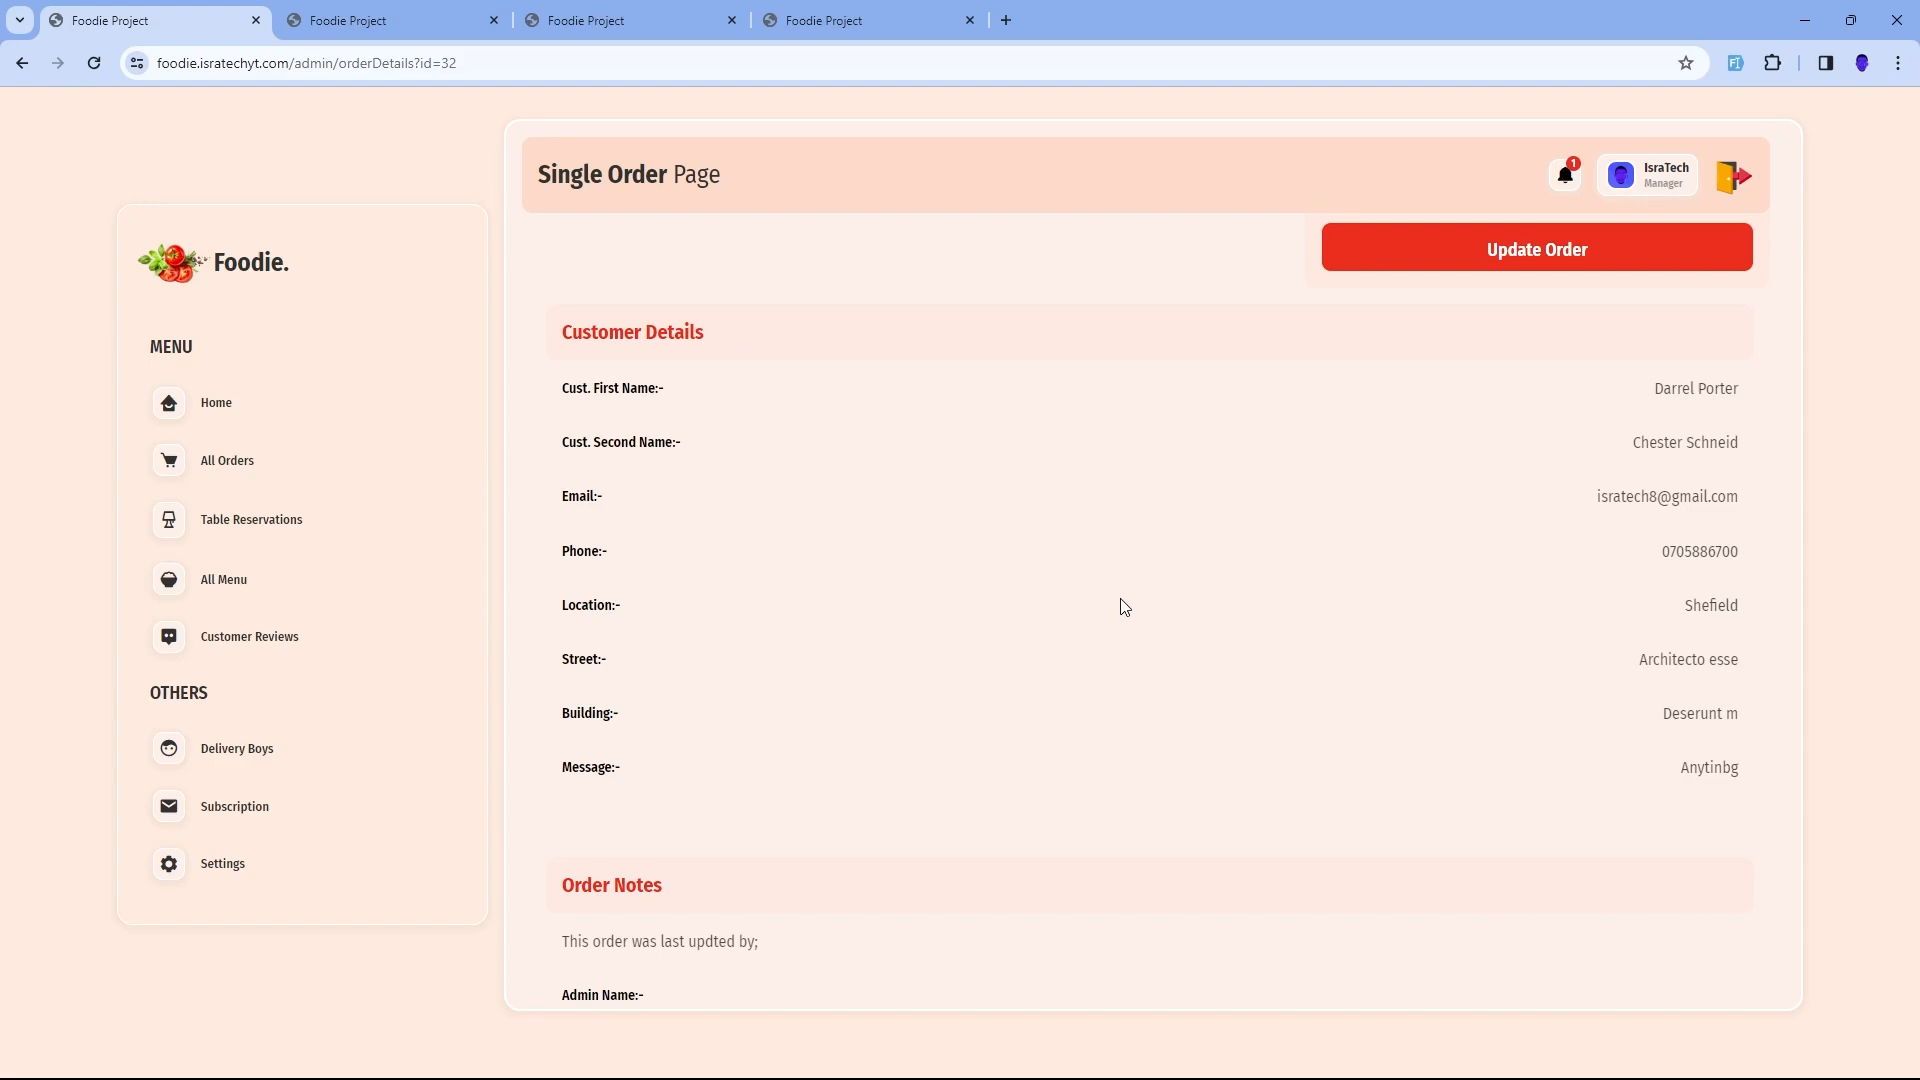 Foodie Project
Foodie Project
Foodie Project
Foodie Project
foodie.isratechyt.com/admin/orderDetails?id=32
Single Order Page
1
IsraTech
Manager
Update Order
Foodie.
MENU
Home
All Orders
Table Reservations
All Menu
Customer Reviews
OTHERS
Delivery Boys
Subscription
Settings
Customer Details
Cust. First Name:- Darrel Porter
Cust. Second Name:- Chester Schneid
Email:- isratech8@gmail.com
Phone:- 0705886700
Location:- Shefield
Street:- Architecto esse
Building:- Deserunt m
Message:- Anytinbg
Order Notes
This order was last updted by;
Admin Name:-